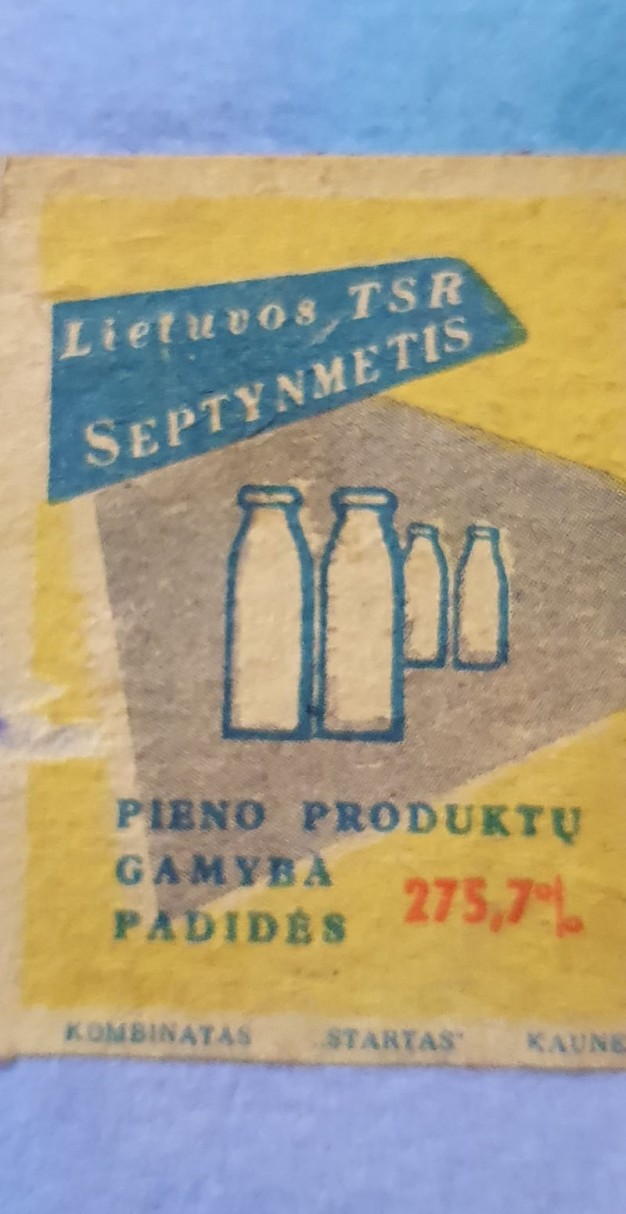 Lietuvos TSR
SEPTYNMETIS
PIENO PRODUKTŲ
GAMYBA
PADIDĖS 275,7%
KOMBINATAS „STARTAS" KAUNE